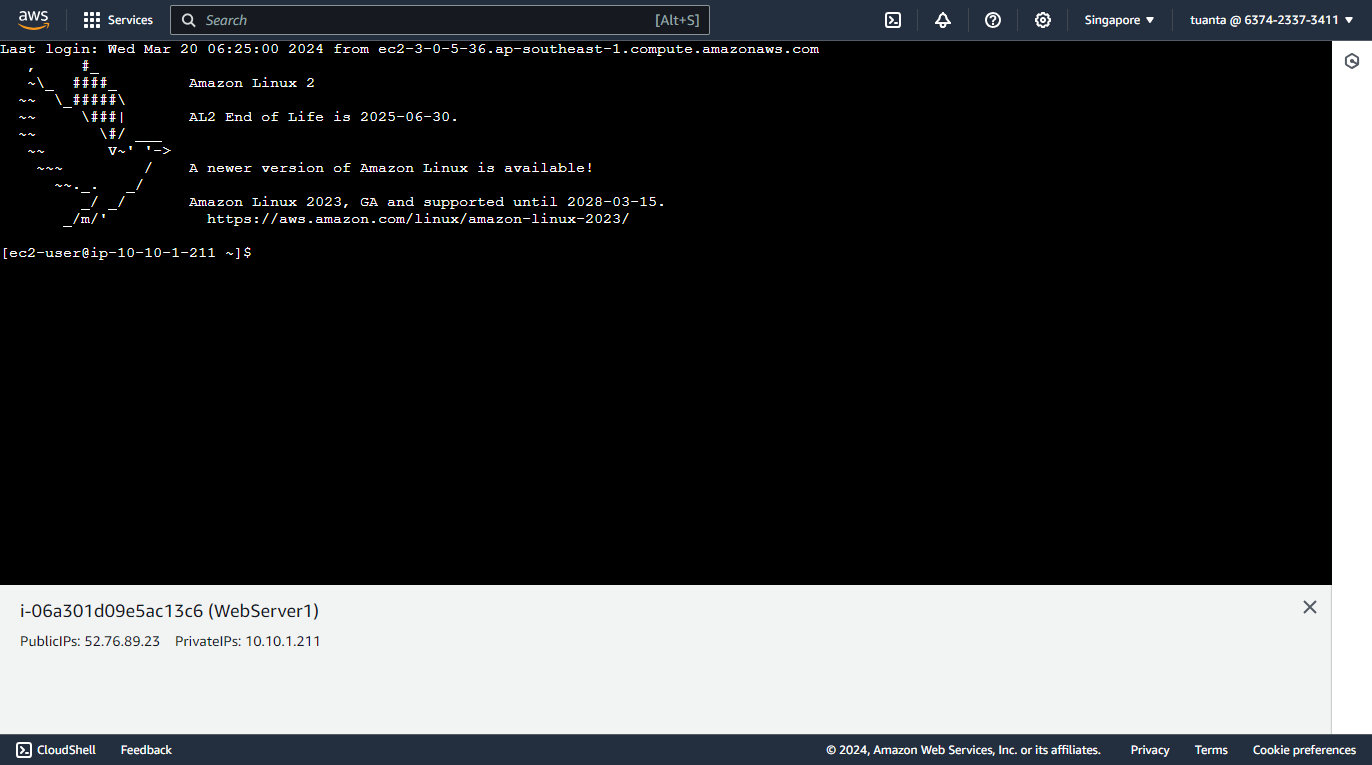 aws Services Search [Alt+S] Singapore ▼ tuanta @ 6374-2337-3411 ▼
Last login: Wed Mar 20 06:25:00 2024 from ec2-3-0-5-36.ap-southeast-1.compute.amazonaws.com
   ,     #_
   ~\_  ####_        Amazon Linux 2
  ~~  \_#####\
  ~~     \###|       AL2 End of Life is 2025-06-30.
  ~~       \#/ ___
   ~~       V~' '->
    ~~~         /    A newer version of Amazon Linux is available!
      ~~._.   _/
         _/ _/       Amazon Linux 2023, GA and supported until 2028-03-15.
       _/m/'           https://aws.amazon.com/linux/amazon-linux-2023/
[ec2-user@ip-10-10-1-211 ~]$
i-06a301d09e5ac13c6 (WebServer1)
PublicIPs: 52.76.89.23 PrivateIPs: 10.10.1.211
CloudShell Feedback © 2024, Amazon Web Services, Inc. or its affiliates. Privacy Terms Cookie preferences